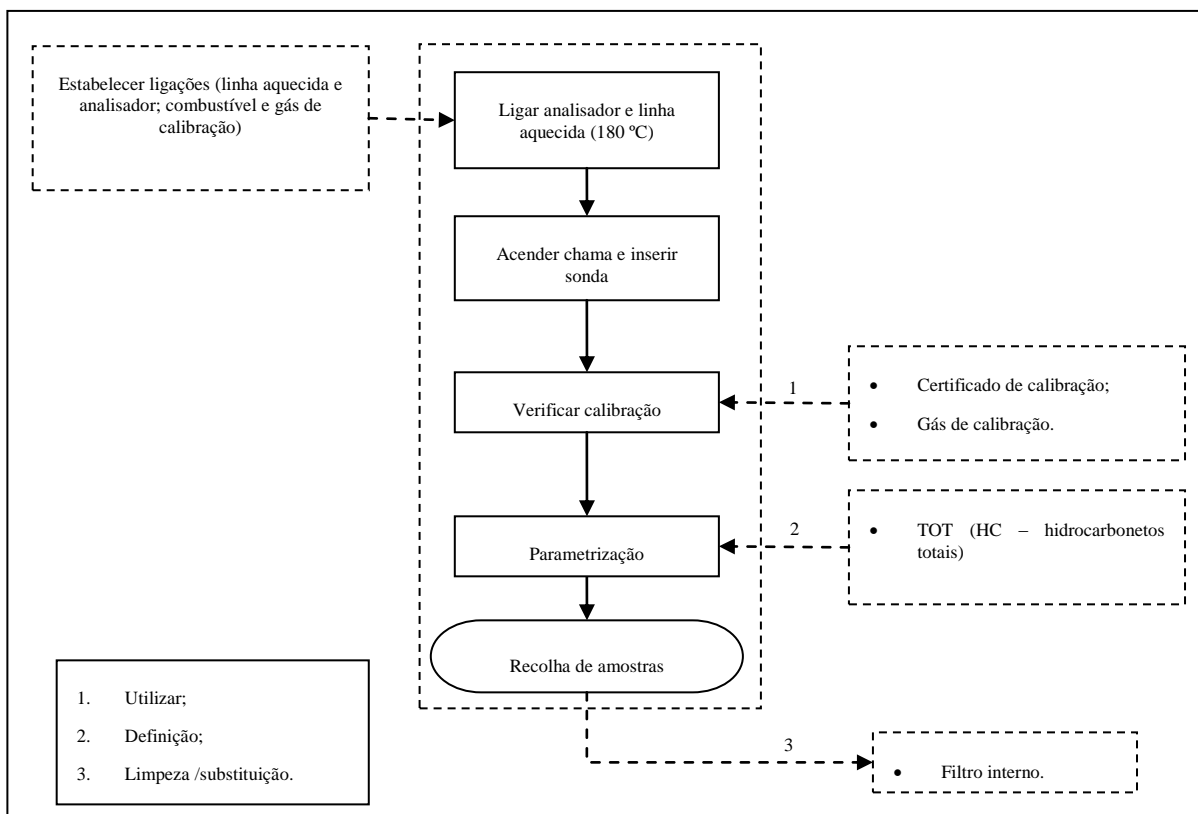 Estabelecer ligações (linha aquecida e
analisador; combustível e gás de
calibração)
Ligar analisador e linha
aquecida (180 ºC)
Acender chama e inserir
sonda
Verificar calibração
1
• Certificado de calibração;
• Gás de calibração.
Parametrização
2
• TOT (HC – hidrocarbonetos
totais)
Recolha de amostras
1. Utilizar;
2. Definição;
3. Limpeza /substituição.
3
• Filtro interno.